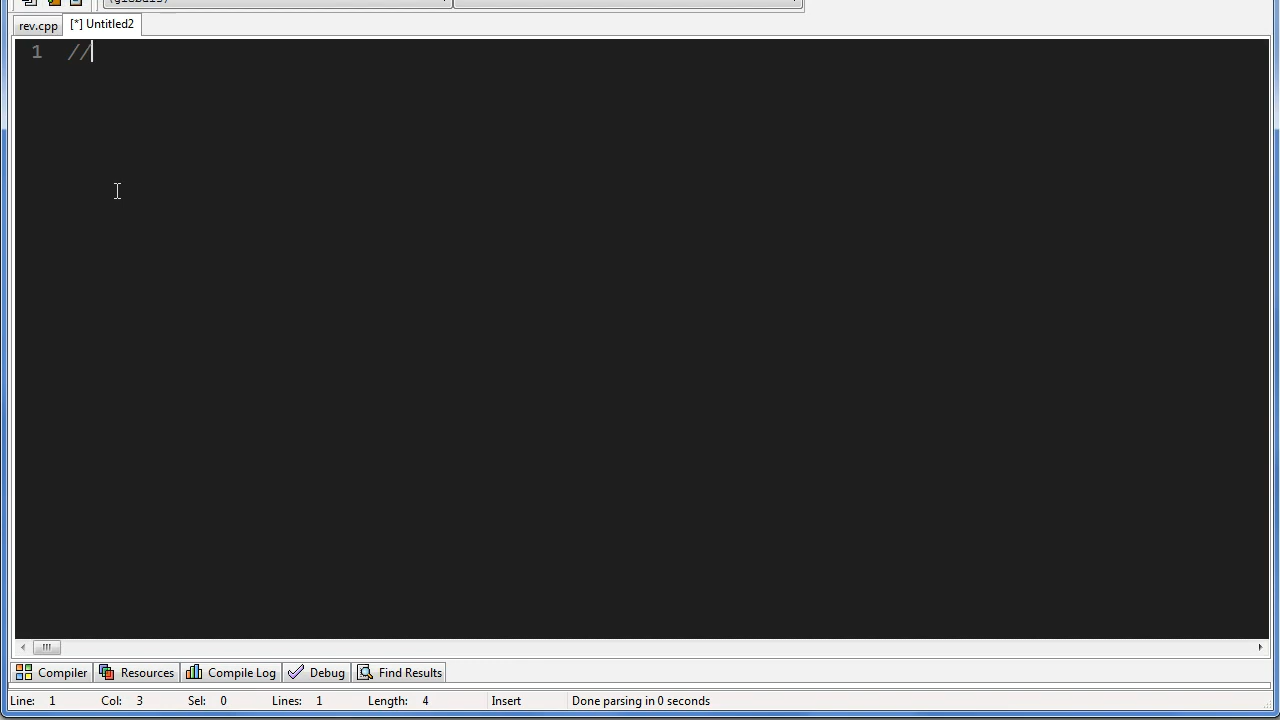 rev.cpp [*] Untitled2
1 //
Compiler Resources Compile Log Debug Find Results
Line: 1 Col: 3 Sel: 0 Lines: 1 Length: 4 Insert Done parsing in 0 seconds